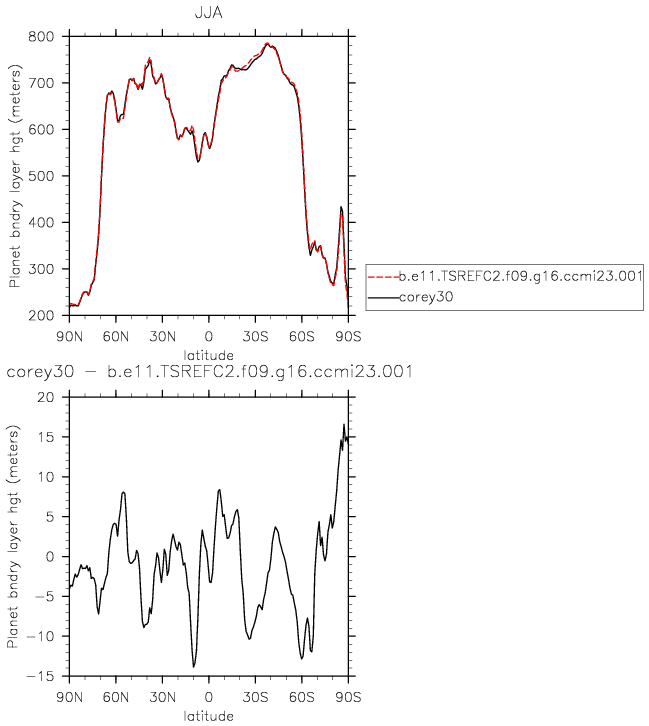 JJA
800
700
600
500
400
300
200
Planet bndry layer hgt (meters)
90N 60N 30N 0 30S 60S 90S
latitude
b.e11.TSREFC2.f09.g16.ccmi23.001
corey30
corey30 − b.e11.TSREFC2.f09.g16.ccmi23.001
20
15
10
5
0
−5
−10
−15
Planet bndry layer hgt (meters)
90N 60N 30N 0 30S 60S 90S
latitude